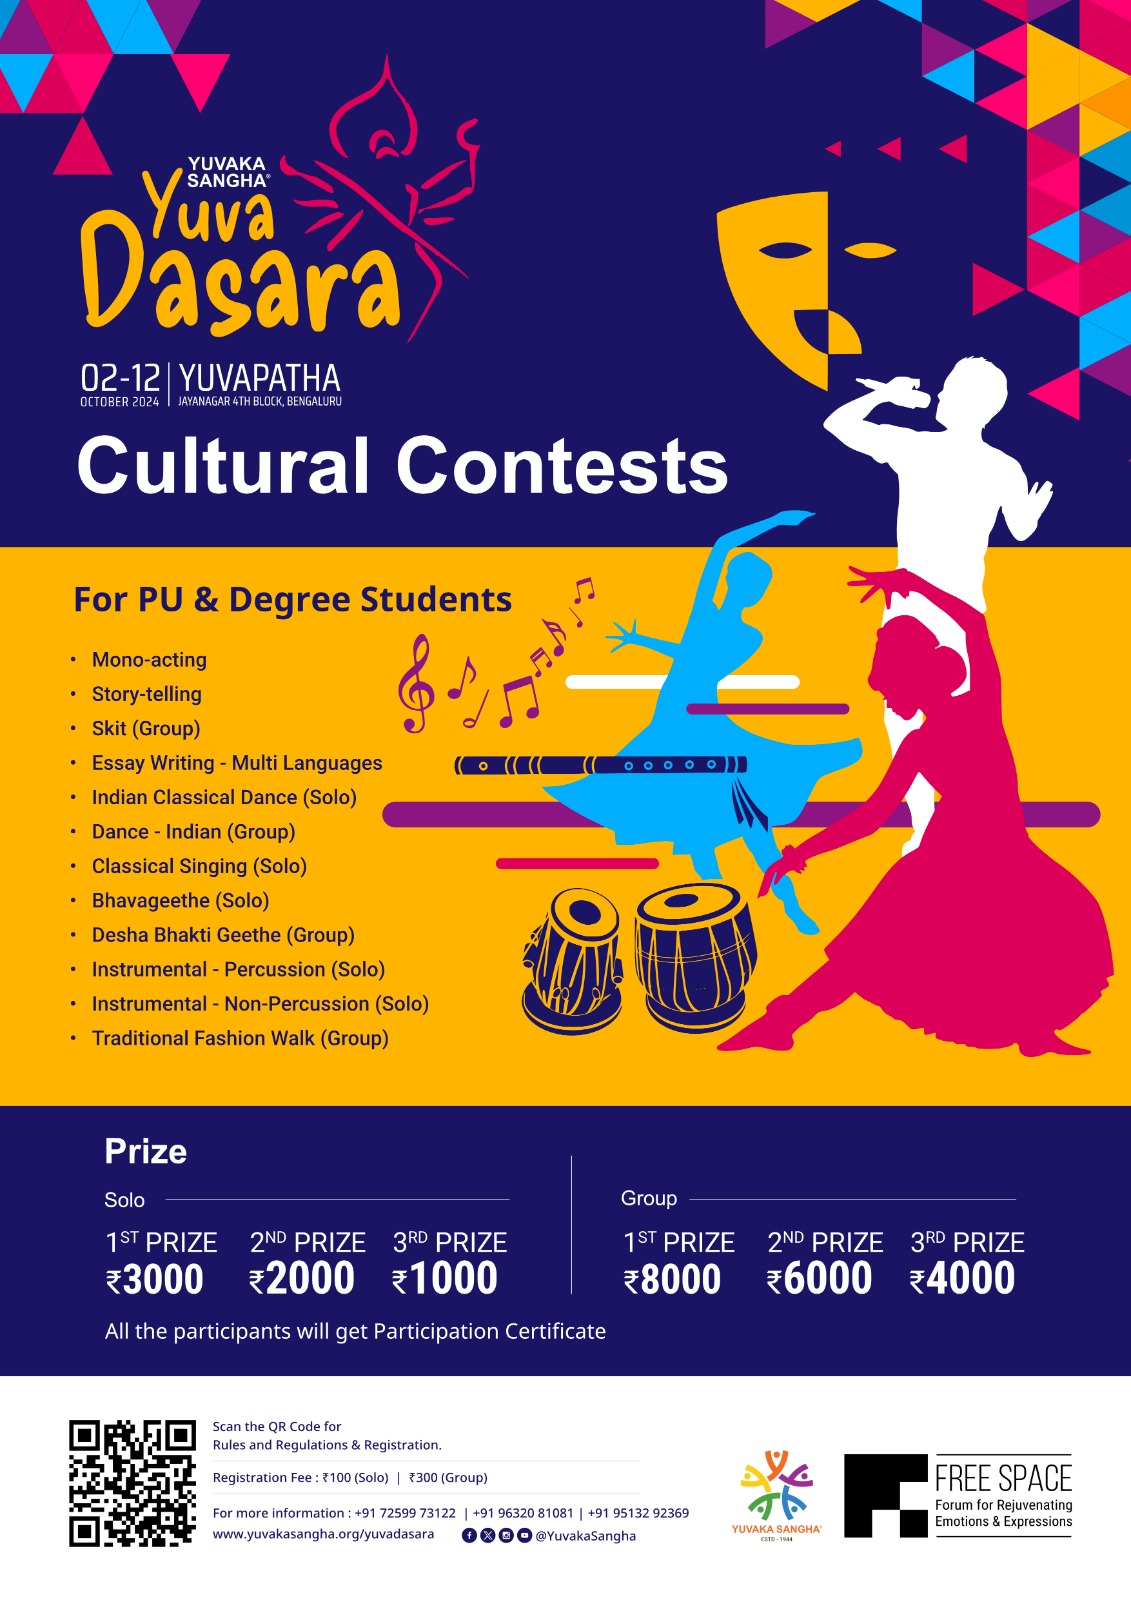 YUVAKA
SANGHA®
Yuva
Dasara
02-12 | YUVAPATHA
OCTOBER 2024 | JAYANAGAR 4TH BLOCK, BENGALURU
Cultural Contests
For PU & Degree Students
• Mono-acting
• Story-telling
• Skit (Group)
• Essay Writing - Multi Languages
• Indian Classical Dance (Solo)
• Dance - Indian (Group)
• Classical Singing (Solo)
• Bhavageethe (Solo)
• Desha Bhakti Geethe (Group)
• Instrumental - Percussion (Solo)
• Instrumental - Non-Percussion (Solo)
• Traditional Fashion Walk (Group)
Prize
Solo
1ST PRIZE 2ND PRIZE 3RD PRIZE
₹3000 ₹2000 ₹1000
Group
1ST PRIZE 2ND PRIZE 3RD PRIZE
₹8000 ₹6000 ₹4000
All the participants will get Participation Certificate
Scan the QR Code for
Rules and Regulations & Registration.
Registration Fee : ₹100 (Solo) | ₹300 (Group)
For more information : +91 72599 73122 | +91 96320 81081 | +91 95132 92369
www.yuvakasangha.org/yuvadasara @YuvakaSangha
YUVAKA SANGHA®
ESTD - 1944
FREE SPACE
Forum for Rejuvenating
Emotions & Expressions